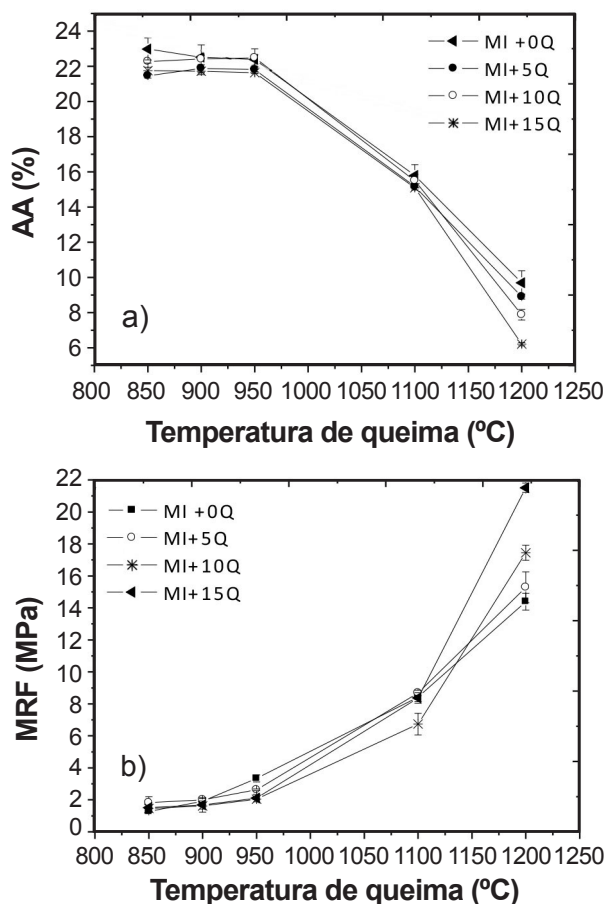 24
22
20
18
16
14
12
10
8
6
AA (%)
MI +0Q
MI+5Q
MI+10Q
MI+15Q
a)
800 850 900 950 1000 1050 1100 1150 1200 1250
Temperatura de queima (ºC)
22
20
18
16
14
12
10
8
6
4
2
0
MRF (MPa)
MI +0Q
MI+5Q
MI+10Q
MI+15Q
b)
800 850 900 950 1000 1050 1100 1150 1200 1250
Temperatura de queima (ºC)